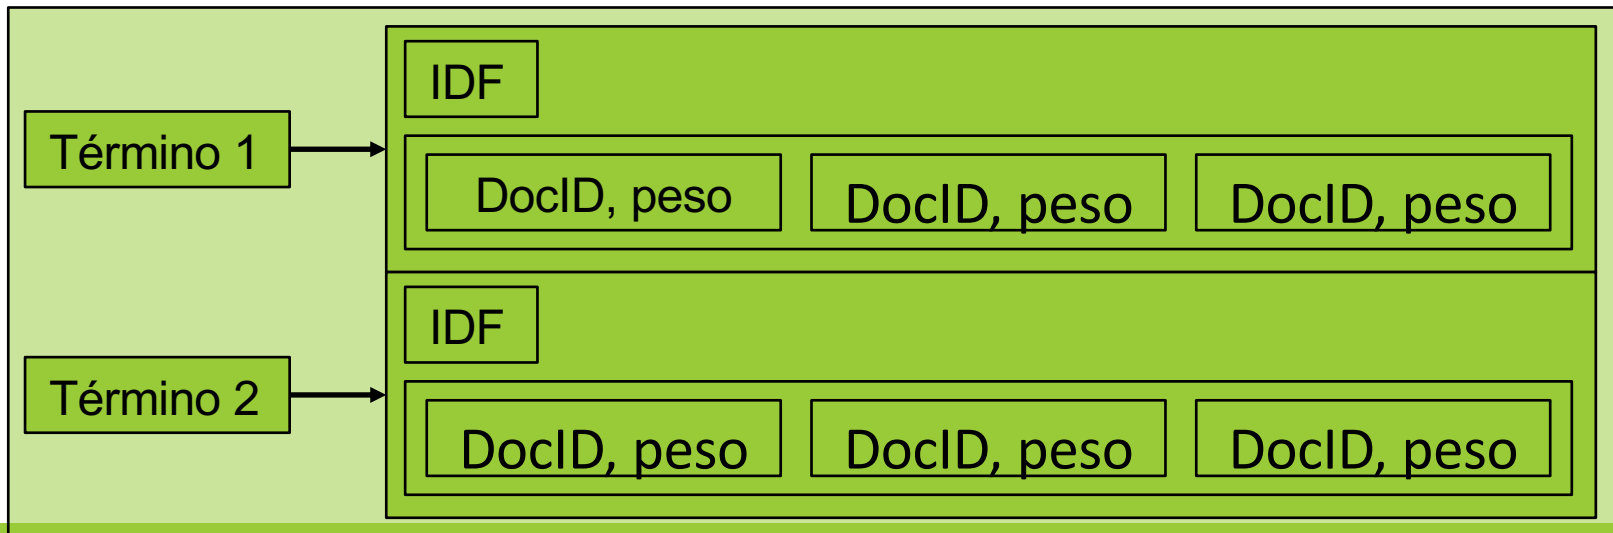 IDF
Término 1
DocID, peso
DocID, peso
DocID, peso
IDF
Término 2
DocID, peso
DocID, peso
DocID, peso